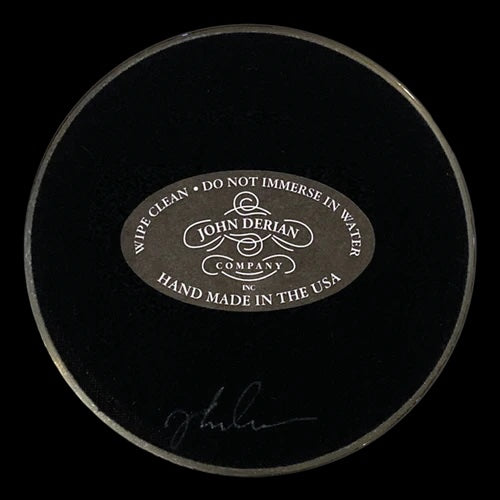 WIPE CLEAN • DO NOT IMMERSE IN WATER
JOHN DERIAN
COMPANY
INC
HAND MADE IN THE USA